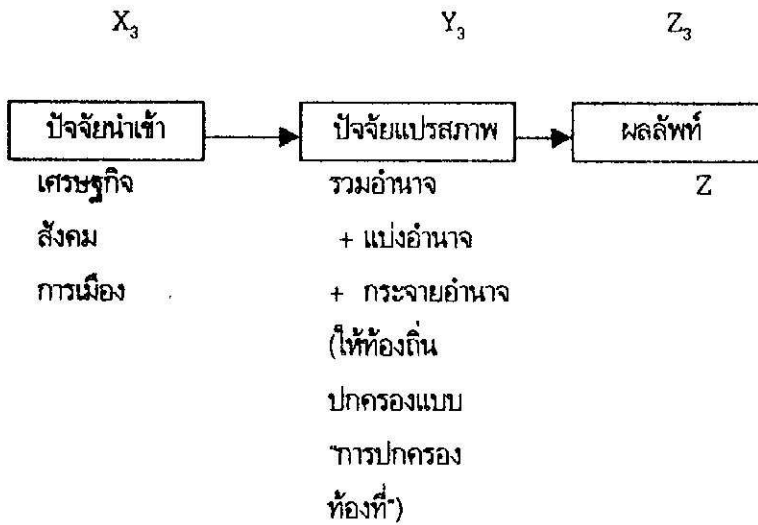 X₃ Y₃ Z₃
ปัจจัยนำเข้า ปัจจัยแปรสภาพ ผลลัพท์
เศรษฐกิจ รวมอำนาจ Z
สังคม + แบ่งอำนาจ
การเมือง + กระจายอำนาจ
(ให้ท้องถิ่น
ปกครองแบบ
"การปกครอง
ท้องที่")